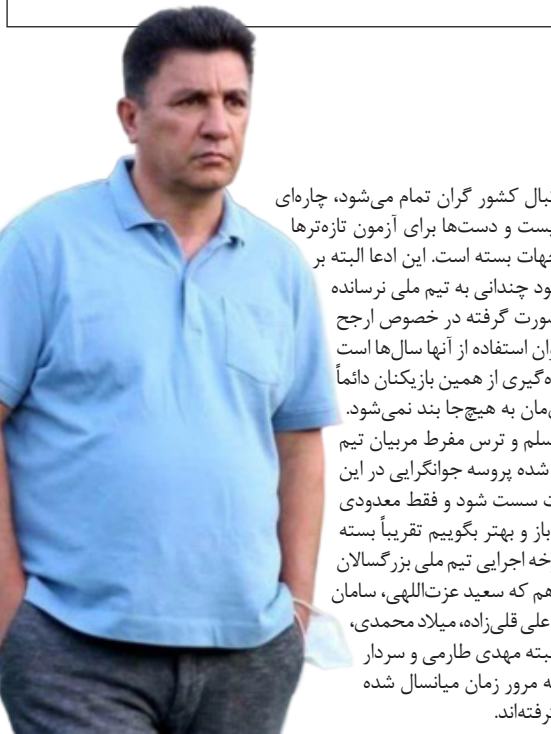 تبال کشور گران تمام می‌شود، چاره‌ای
یست و دست‌ها برای آزمون تازه‌ترها
جهات بسته است. این ادعا البته بر
ود چندانی به تیم ملی نرسانده
صورت گرفته در خصوص ارجح
وان استفاده از آنها سال‌ها است
ه‌گیری از همین بازیکنان دائماً
ن‌مان به هیچ‌جا بند نمی‌شود.
سلم و ترس مفرط مربیان تیم
شده پروسه جوانگرایی در این
ت سست شود و فقط معدودی
باز و بهتر بگوییم تقریباً بسته
خه اجرایی تیم ملی بزرگسالان
هم که سعید عزت‌اللهی، سامان
علی قلی‌زاده، میلاد محمدی،
بته مهدی طارمی و سردار
ه مرور زمان میانسال شده
رفته‌اند.